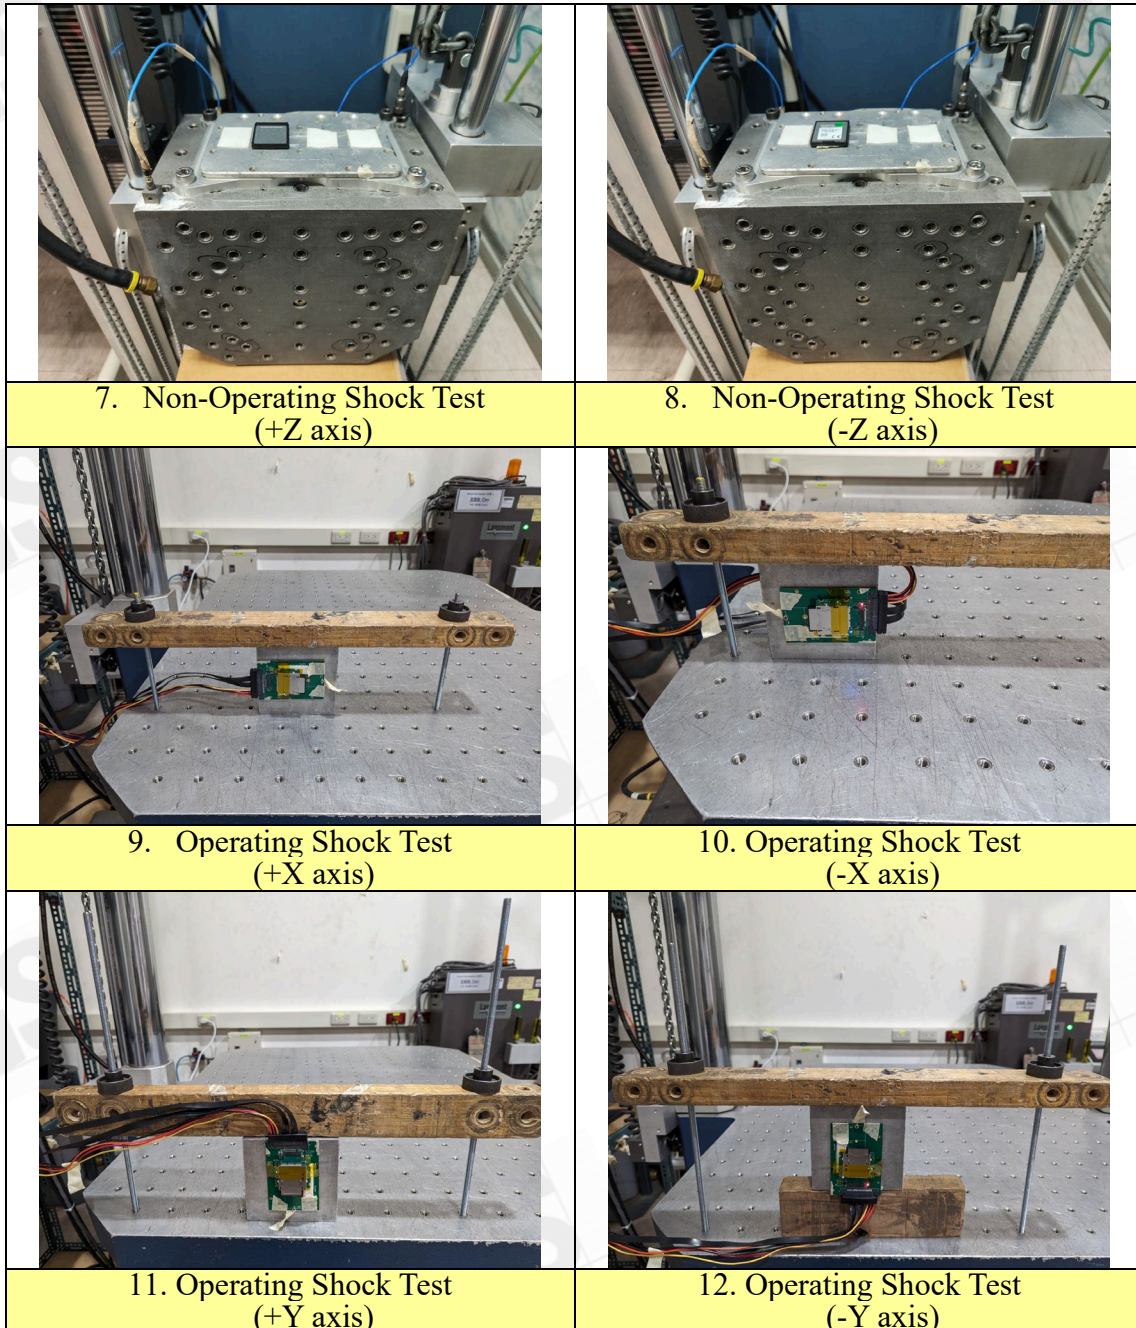 7. Non-Operating Shock Test
(+Z axis)
8. Non-Operating Shock Test
(-Z axis)
9. Operating Shock Test
(+X axis)
10. Operating Shock Test
(-X axis)
11. Operating Shock Test
(+Y axis)
12. Operating Shock Test
(-Y axis)